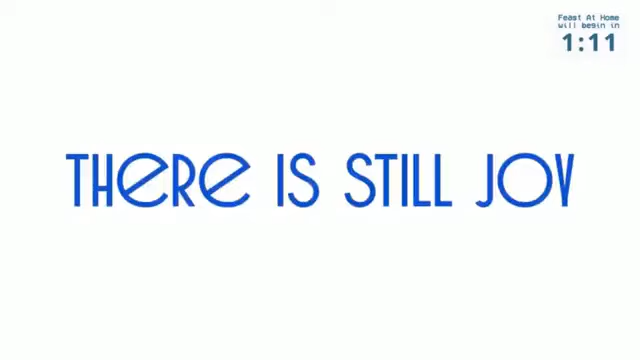 Feast At Home
will begin in
1:11
THERE IS STILL JOY